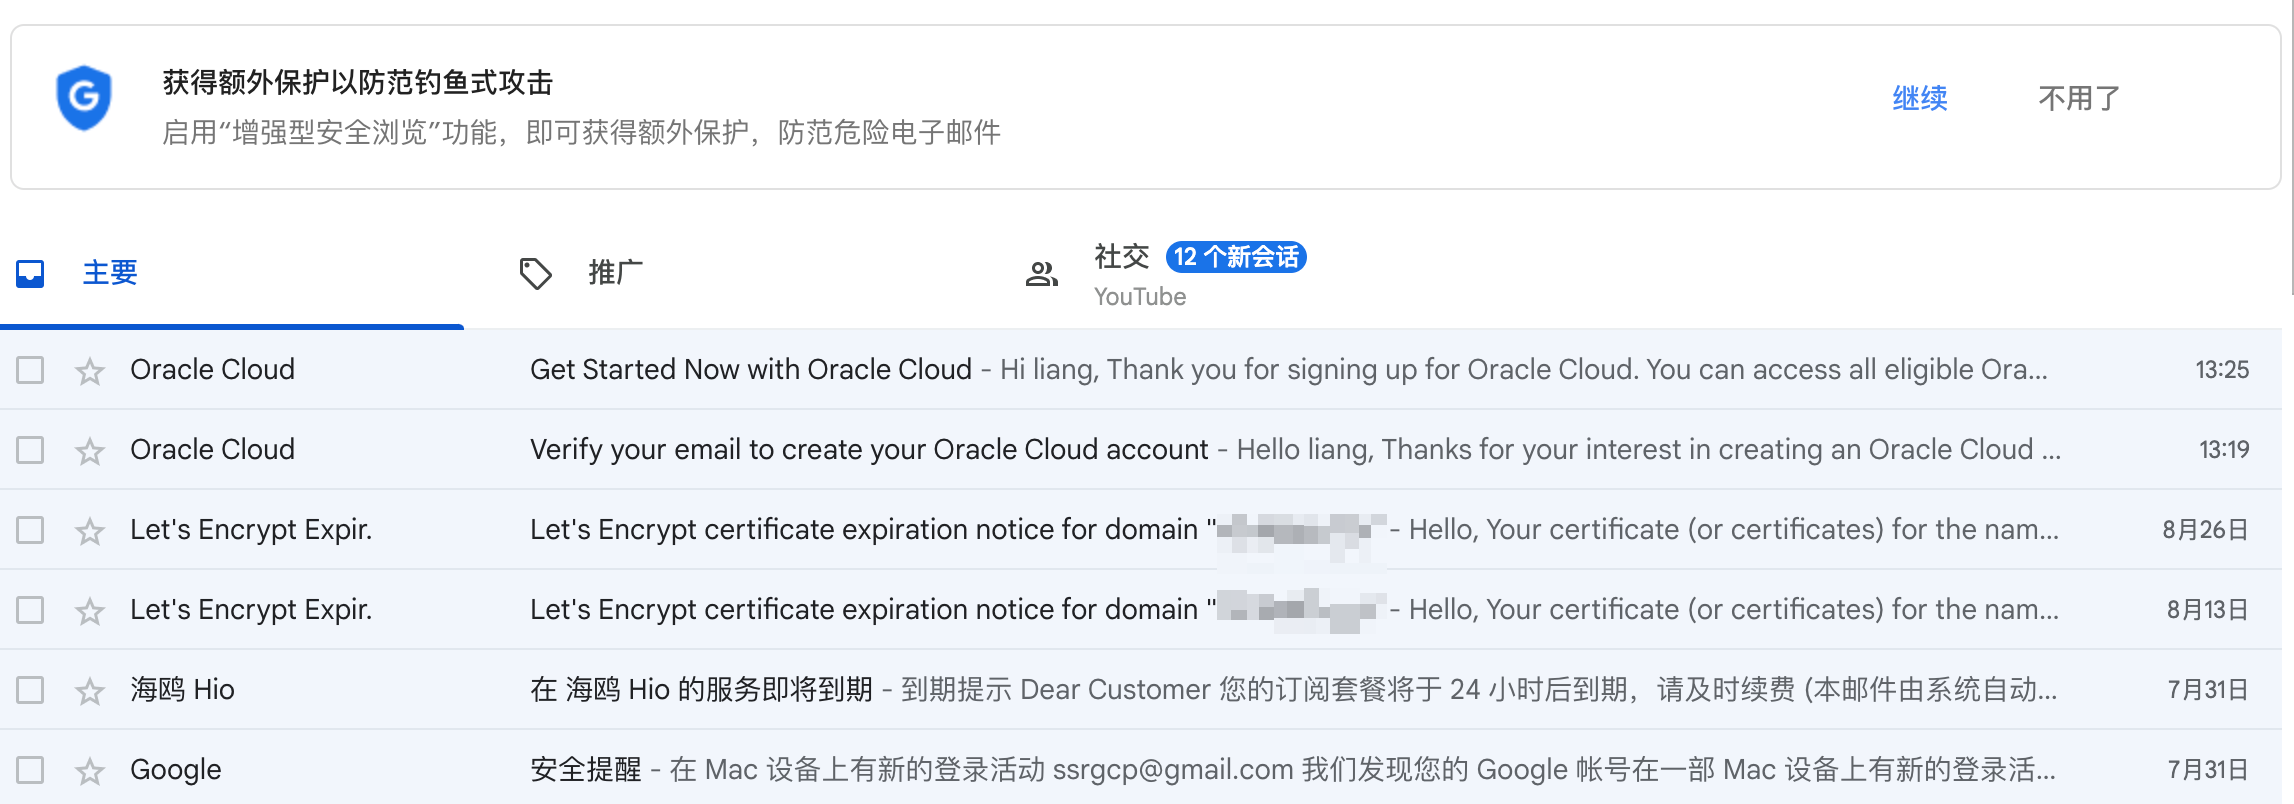 获得额外保护以防范钓鱼式攻击
启用“增强型安全浏览”功能，即可获得额外保护，防范危险电子邮件
继续
不用了
主要
推广
社交 12 个新会话
YouTube
Oracle Cloud Get Started Now with Oracle Cloud - Hi liang, Thank you for signing up for Oracle Cloud. You can access all eligible Ora... 13:25
Oracle Cloud Verify your email to create your Oracle Cloud account - Hello liang, Thanks for your interest in creating an Oracle Cloud ... 13:19
Let's Encrypt Expir. Let's Encrypt certificate expiration notice for domain " - Hello, Your certificate (or certificates) for the nam... 8月26日
Let's Encrypt Expir. Let's Encrypt certificate expiration notice for domain " - Hello, Your certificate (or certificates) for the nam... 8月13日
海鸥 Hio 在 海鸥 Hio 的服务即将到期 - 到期提示 Dear Customer 您的订阅套餐将于 24 小时后到期，请及时续费 (本邮件由系统自动... 7月31日
Google 安全提醒 - 在 Mac 设备上有新的登录活动 ssrgcp@gmail.com 我们发现您的 Google 帐号在一部 Mac 设备上有新的登录活... 7月31日